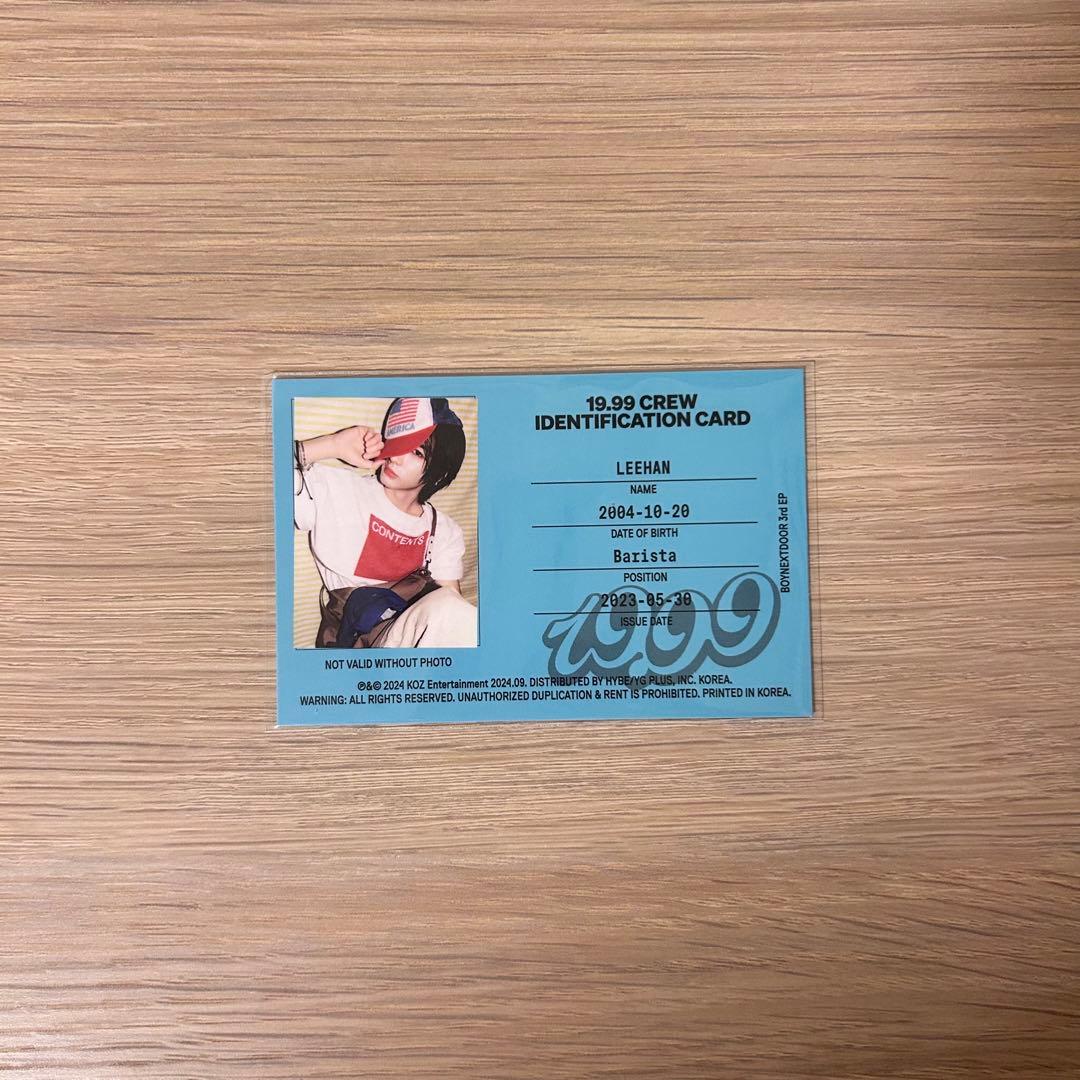 19.99 CREW
IDENTIFICATION CARD
LEEHAN
NAME
2004-10-20
DATE OF BIRTH
Barista
POSITION
2023-05-30
ISSUE DATE
19.99
BOYNEXTDOOR 3rd EP
AMERICA
CONTENTS
NOT VALID WITHOUT PHOTO
℗&© 2024 KOZ Entertainment 2024.09. DISTRIBUTED BY HYBE/YG PLUS, INC. KOREA.
WARNING: ALL RIGHTS RESERVED. UNAUTHORIZED DUPLICATION & RENT IS PROHIBITED. PRINTED IN KOREA.